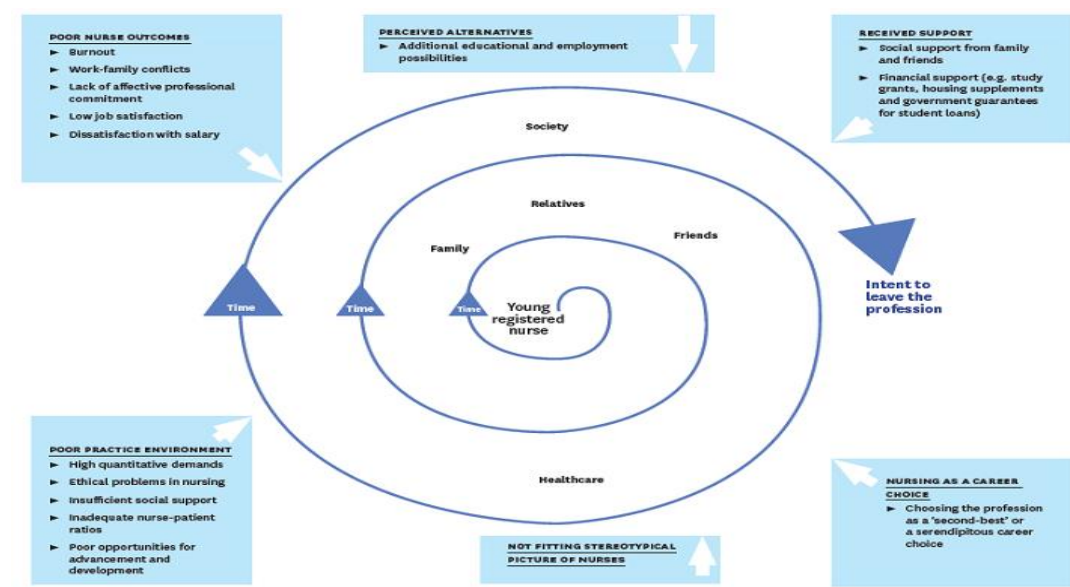 POOR NURSE OUTCOMES
► Burnout
► Work-family conflicts
► Lack of affective professional
commitment
► Low job satisfaction
► Dissatisfaction with salary
PERCEIVED ALTERNATIVES
► Additional educational and employment
possibilities
RECEIVED SUPPORT
► Social support from family
and friends
► Financial support (e.g. study
grants, housing supplements
and government guarantees
for student loans)
Society
Relatives
Friends
Family
Time
Time
Time
Young
registered
nurse
Intent to
leave the
profession
Healthcare
POOR PRACTICE ENVIRONMENT
► High quantitative demands
► Ethical problems in nursing
► Insufficient social support
► Inadequate nurse-patient
ratios
► Poor opportunities for
advancement and
development
NOT FITTING STEREOTYPICAL
PICTURE OF NURSES
NURSING AS A CAREER
CHOICE
► Choosing the profession
as a 'second-best' or
a serendipitous career
choice